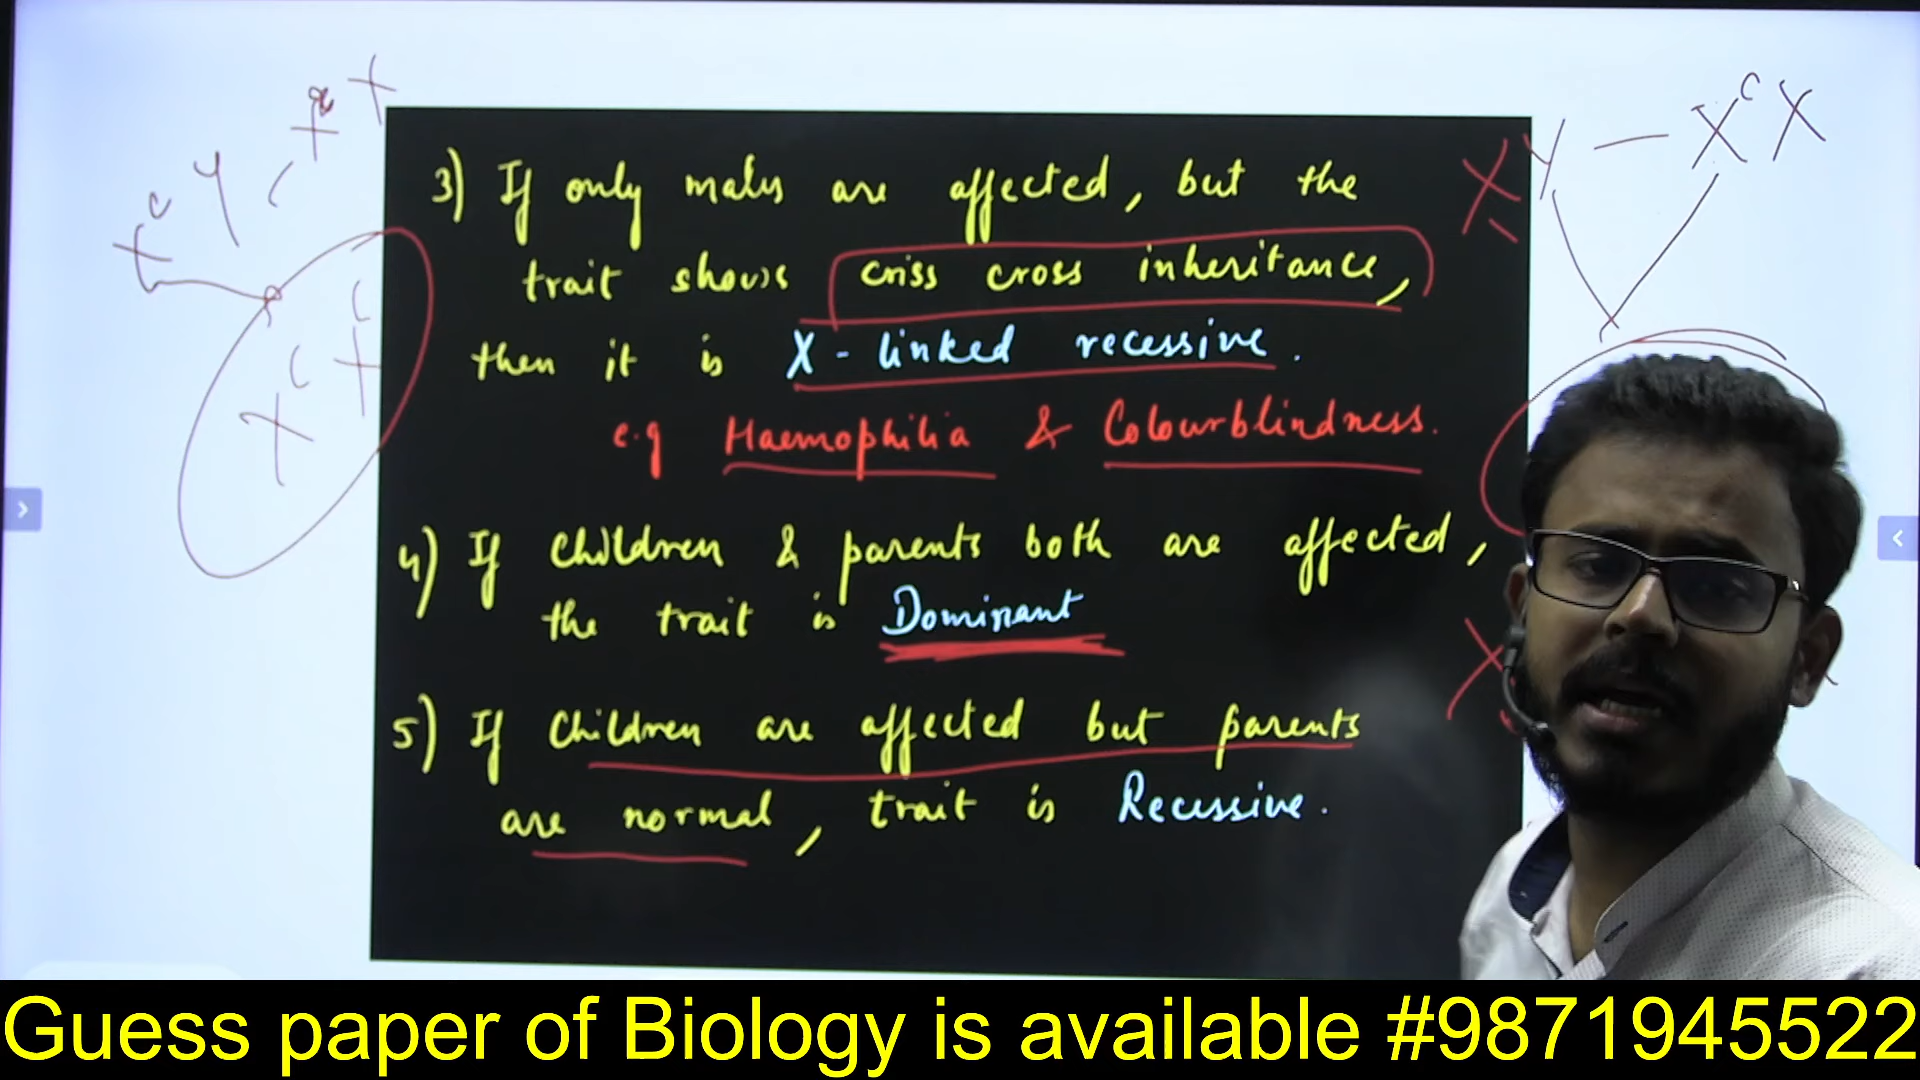 3) If only males are affected, but the
trait shows criss cross inheritance,
then it is X-linked recessive.
e.g Haemophilia & Colourblindness.
4) If Children & parents both are affected,
the trait is Dominant
5) If Children are affected but parents
are normal, trait is Recessive.
X^c Y
X X
X^c X^c
XY — X^c X
X
Guess paper of Biology is available #9871945522